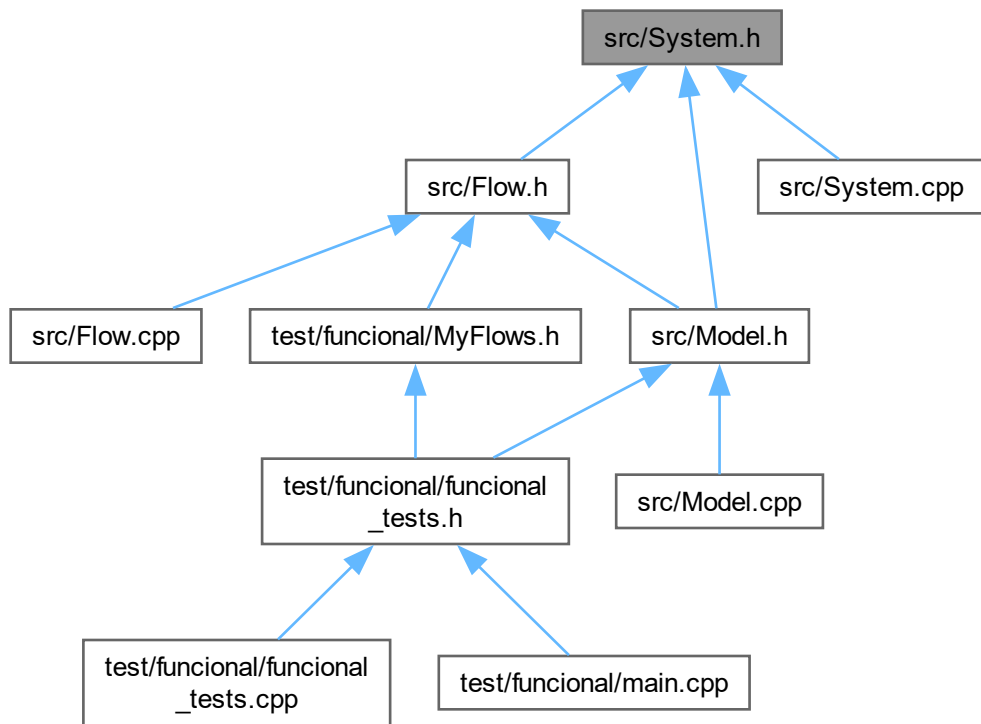 src/System.h
src/Flow.h
src/System.cpp
src/Flow.cpp
test/funcional/MyFlows.h
src/Model.h
test/funcional/funcional
_tests.h
src/Model.cpp
test/funcional/funcional
_tests.cpp
test/funcional/main.cpp